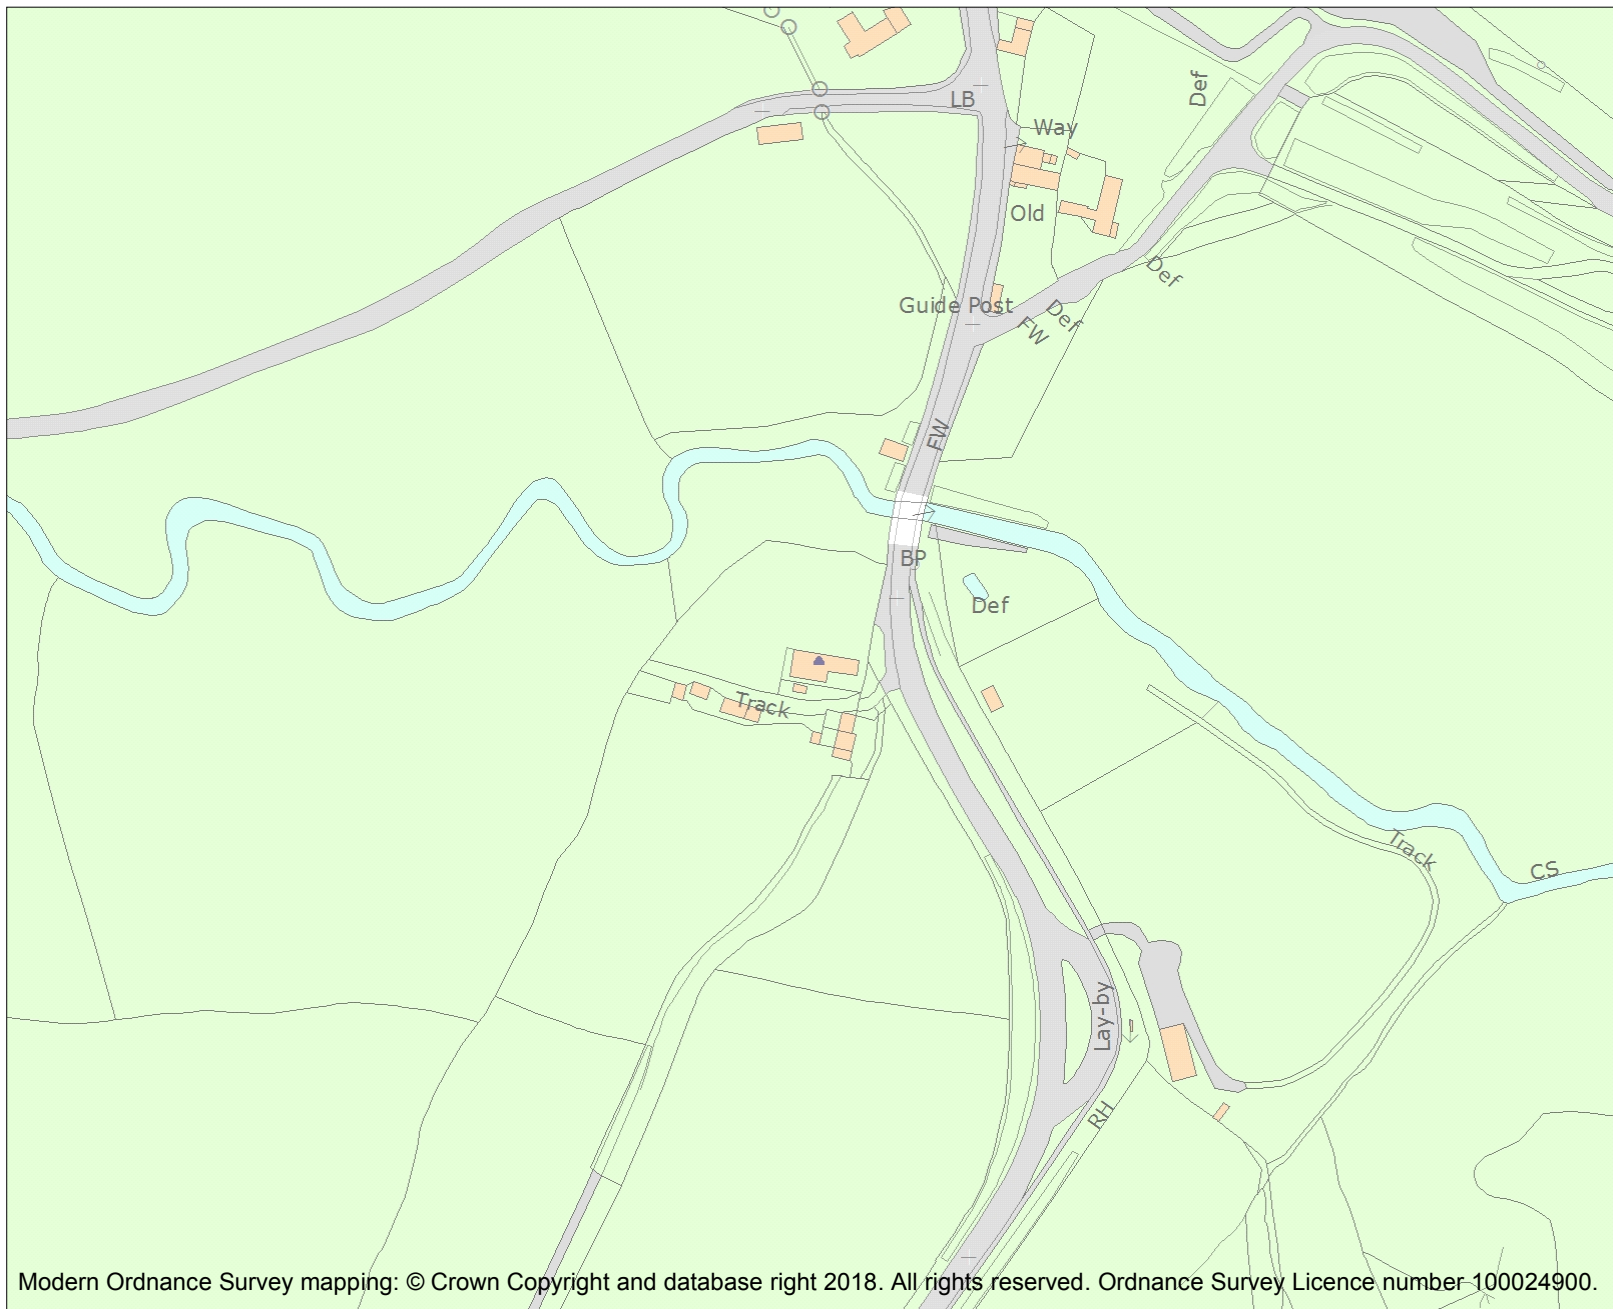 Def
LB
Way
Old
Def
Guide Post
Def
FW
FW
BP
Def
Track
Track
CS
Lay-by
RH
Modern Ordnance Survey mapping: © Crown Copyright and database right 2018. All rights reserved. Ordnance Survey Licence number 100024900.